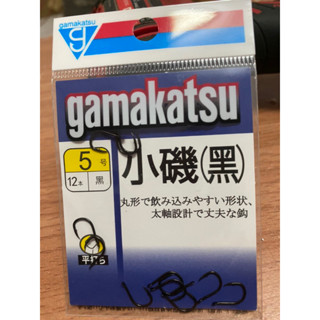 gamakatsu
gamakatsu
5号
12本 黒
小磯(黒)
丸形で飲み込みやすい形状、
太軸設計で丈夫な鈎
平打ち